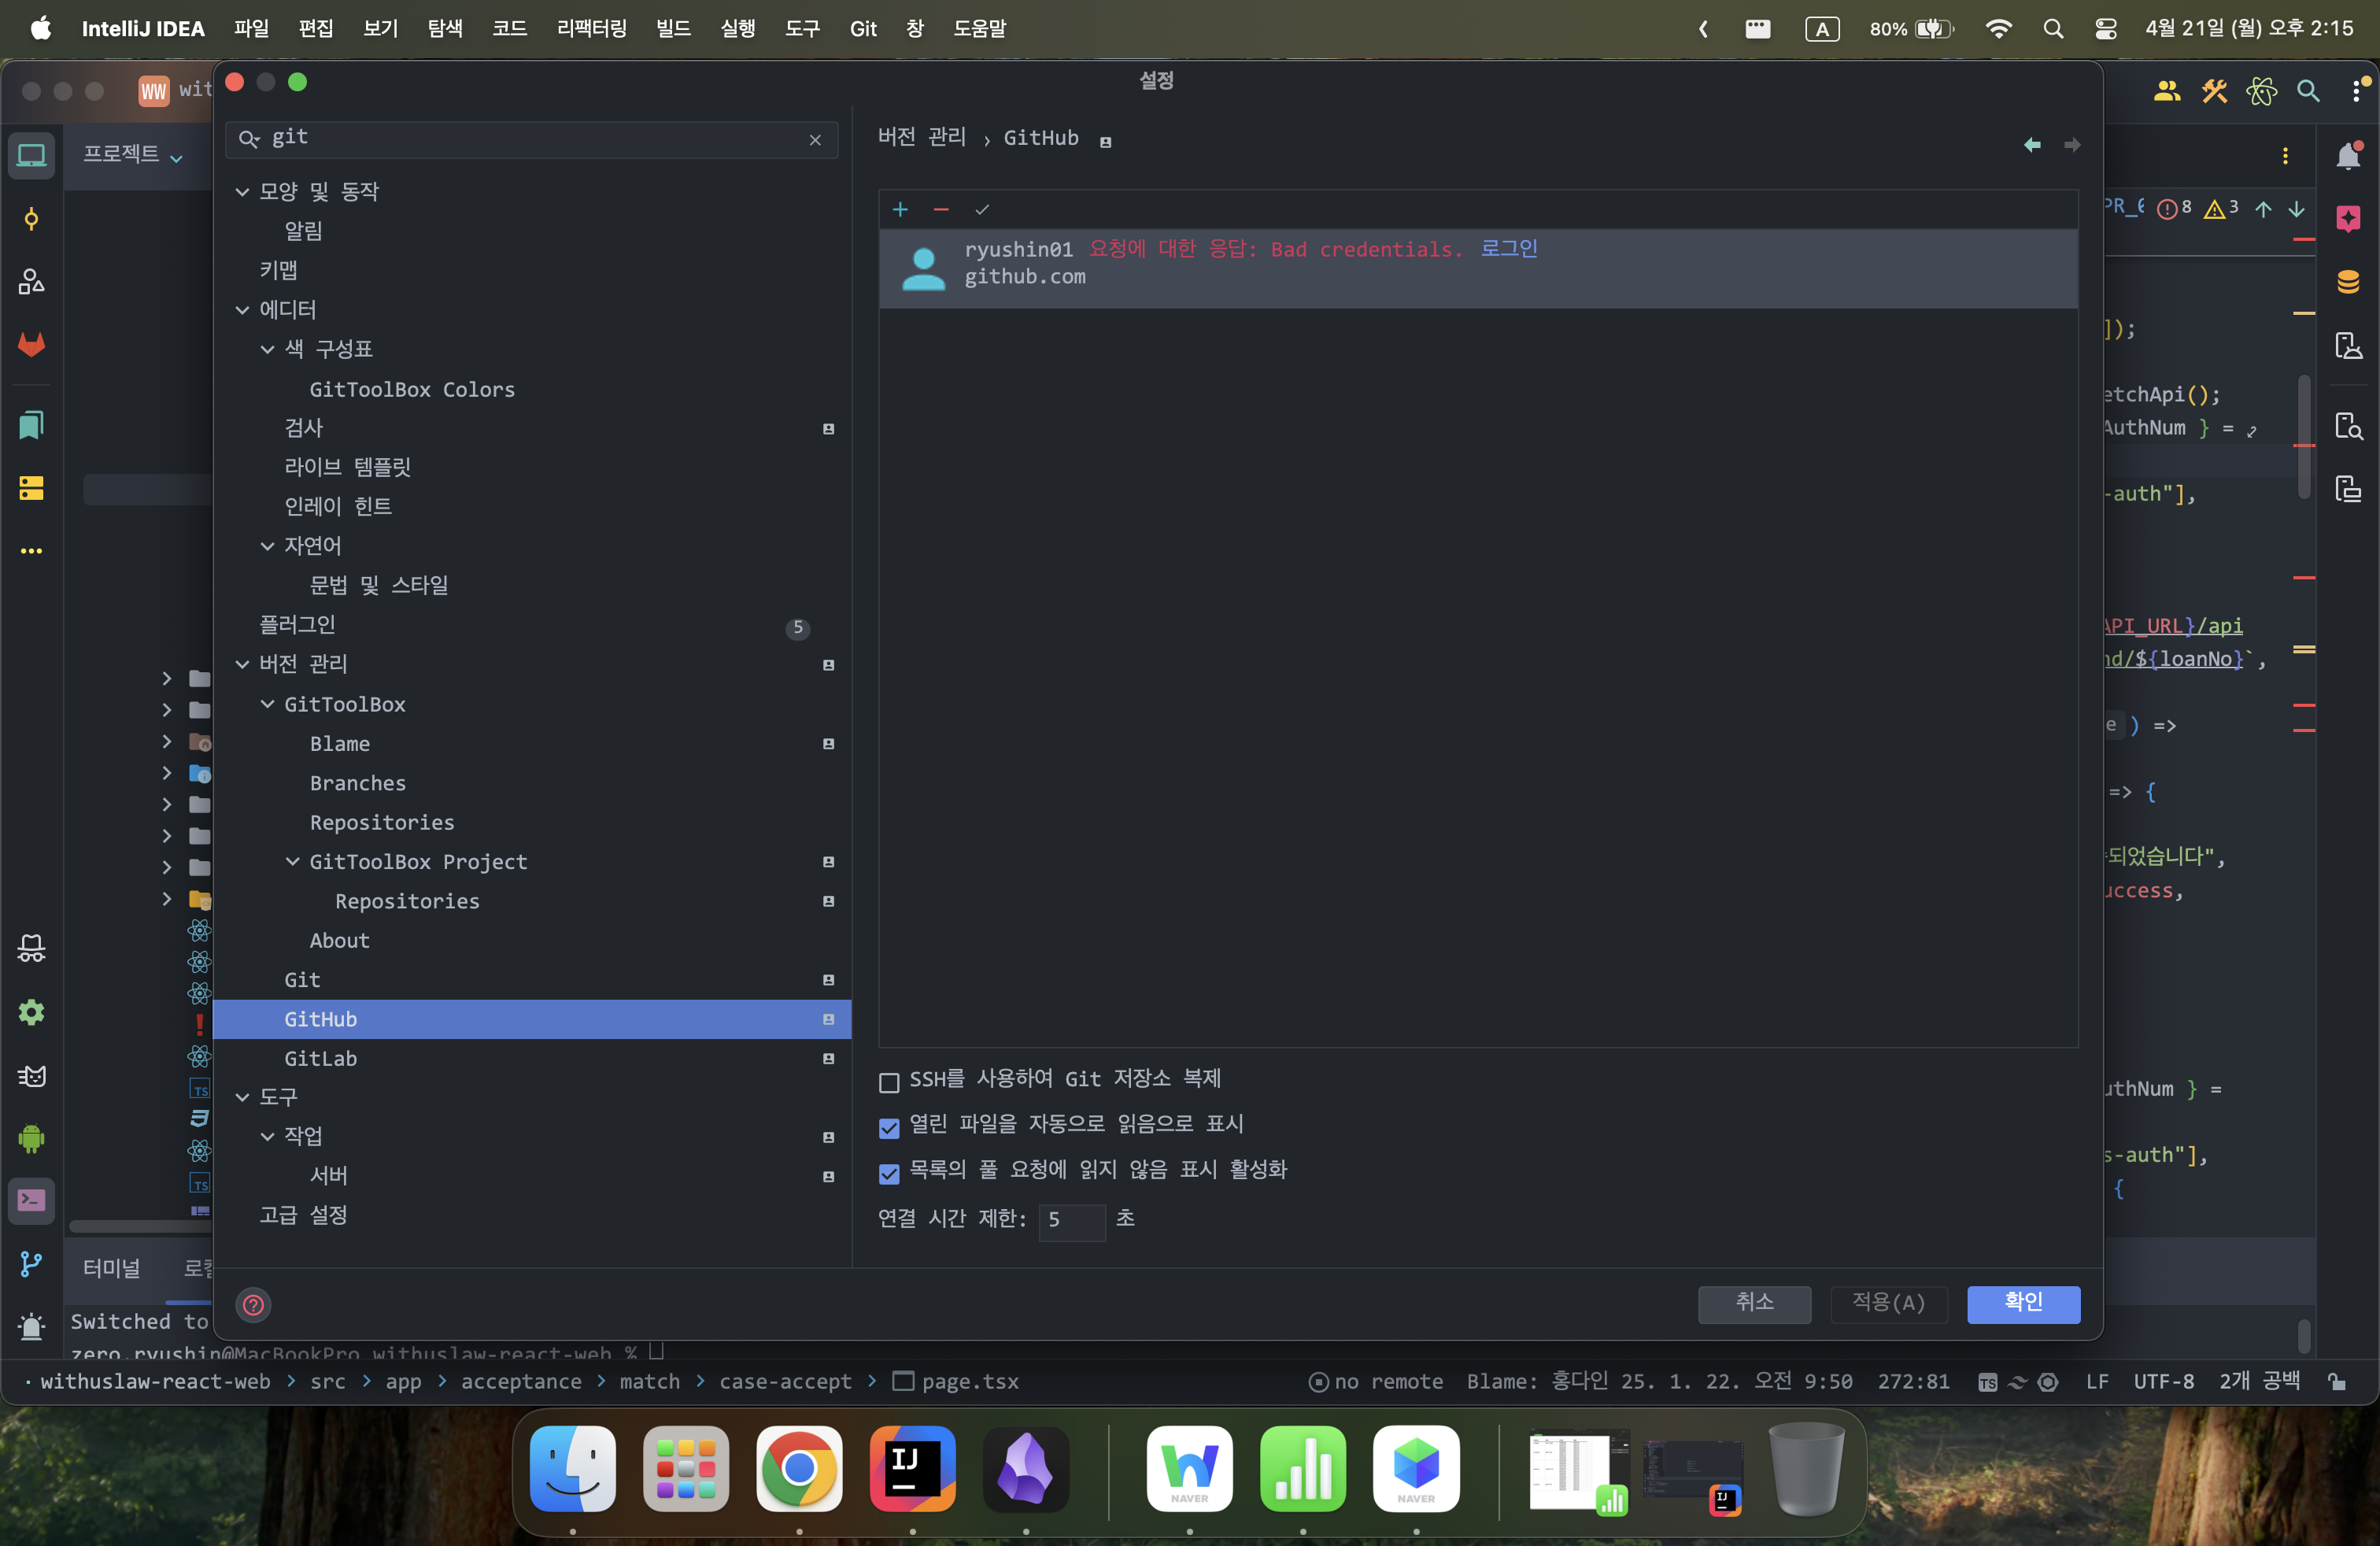 IntelliJ IDEA 파일 편집 보기 탐색 코드 리팩터링 빌드 실행 도구 Git 창 도움말
A 80% 4월 21일 (월) 오후 2:15
WW wit
설정
프로젝트
git
모양 및 동작
알림
키맵
에디터
색 구성표
GitToolBox Colors
검사
라이브 템플릿
인레이 힌트
자연어
문법 및 스타일
플러그인 5
버전 관리
GitToolBox
Blame
Branches
Repositories
GitToolBox Project
Repositories
About
Git
GitHub
GitLab
도구
작업
서버
고급 설정
버전 관리 › GitHub
ryushin01 요청에 대한 응답: Bad credentials. 로그인
github.com
SSH를 사용하여 Git 저장소 복제
열린 파일을 자동으로 읽음으로 표시
목록의 풀 요청에 읽지 않음 표시 활성화
연결 시간 제한: 5 초
취소 적용(A) 확인
8 3
]);
etchApi();
AuthNum } =
-auth"],
API_URL}/api
nd/${loanNo}`,
e ) =>
=> {
되었습니다",
uccess,
uthNum } =
s-auth"],
{
TS
TS
터미널
Switched to
zero.ryushin@MacBookPro withuslaw-react-web %
withuslaw-react-web > src > app > acceptance > match > case-accept > page.tsx
no remote Blame: 홍다인 25. 1. 22. 오전 9:50 272:81 TS LF UTF-8 2개 공백
IJ
NAVER
NAVER
IJ